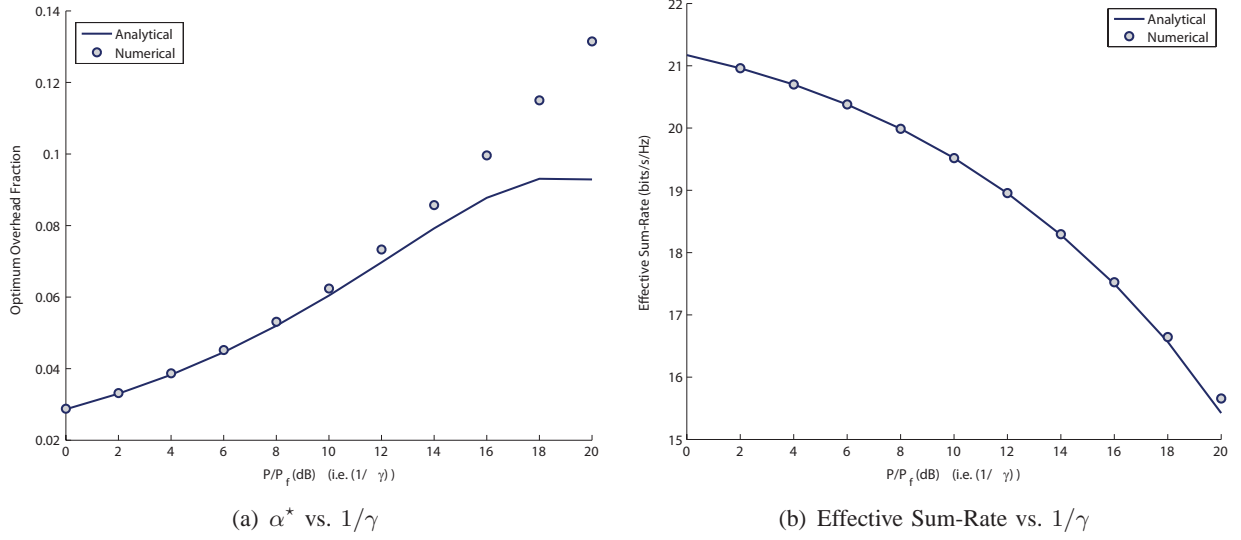 0.14
0.12
0.1
0.08
0.06
0.04
0.02
Optimum Overhead Fraction
Analytical
Numerical
0 2 4 6 8 10 12 14 16 18 20
P/P_f (dB) (i.e. (1/ γ) )
(a) α⋆ vs. 1/γ
22
21
20
19
18
17
16
15
Effective Sum-Rate (bits/s/Hz)
Analytical
Numerical
0 2 4 6 8 10 12 14 16 18 20
P/P_f (dB) (i.e. (1/ γ) )
(b) Effective Sum-Rate vs. 1/γ